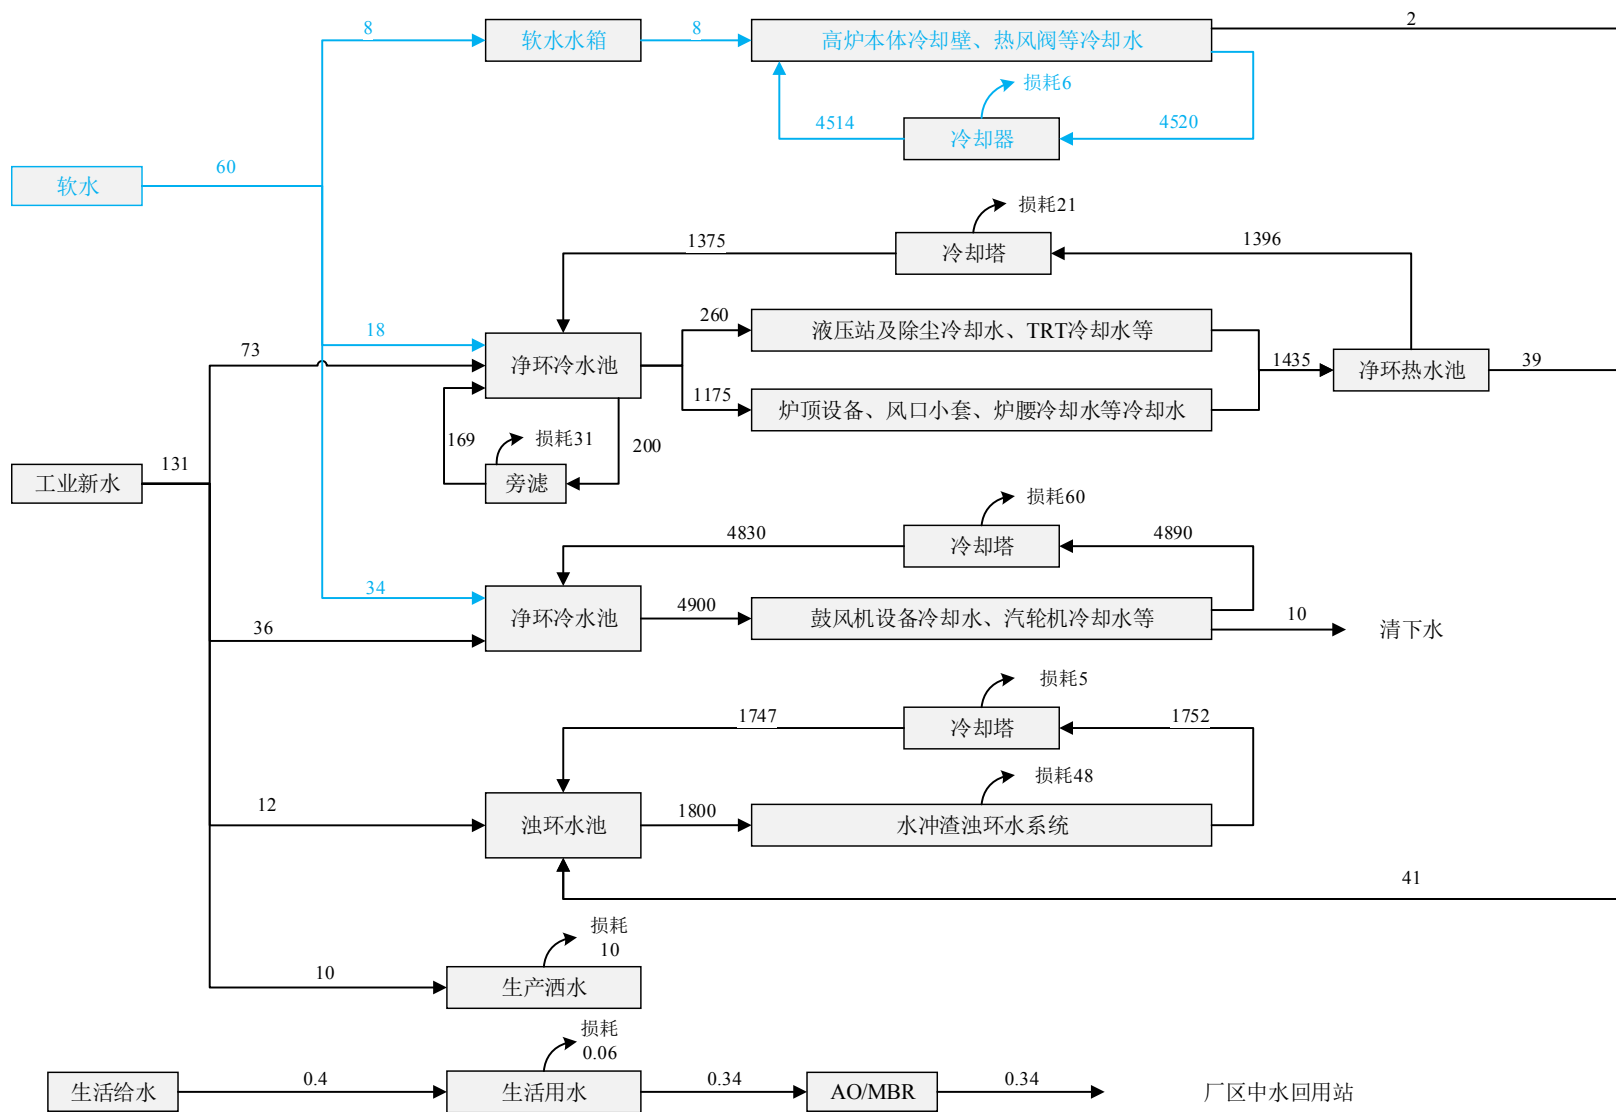 2
8
软水水箱
8
高炉本体冷却壁、热风阀等冷却水
损耗6
4514
冷却器
4520
60
软水
损耗21
1375
冷却塔
1396
18
260
液压站及除尘冷却水、TRT冷却水等
73
净环冷水池
1435
净环热水池
39
1175
炉顶设备、风口小套、炉腰冷却水等冷却水
169
损耗31
200
131
工业新水
旁滤
损耗60
4830
冷却塔
4890
34
净环冷水池
4900
鼓风机设备冷却水、汽轮机冷却水等
10
清下水
36
损耗5
1747
冷却塔
1752
损耗48
12
浊环水池
1800
水冲渣浊环水系统
41
损耗
10
10
生产洒水
损耗
0.06
生活给水
0.4
生活用水
0.34
AO/MBR
0.34
厂区中水回用站